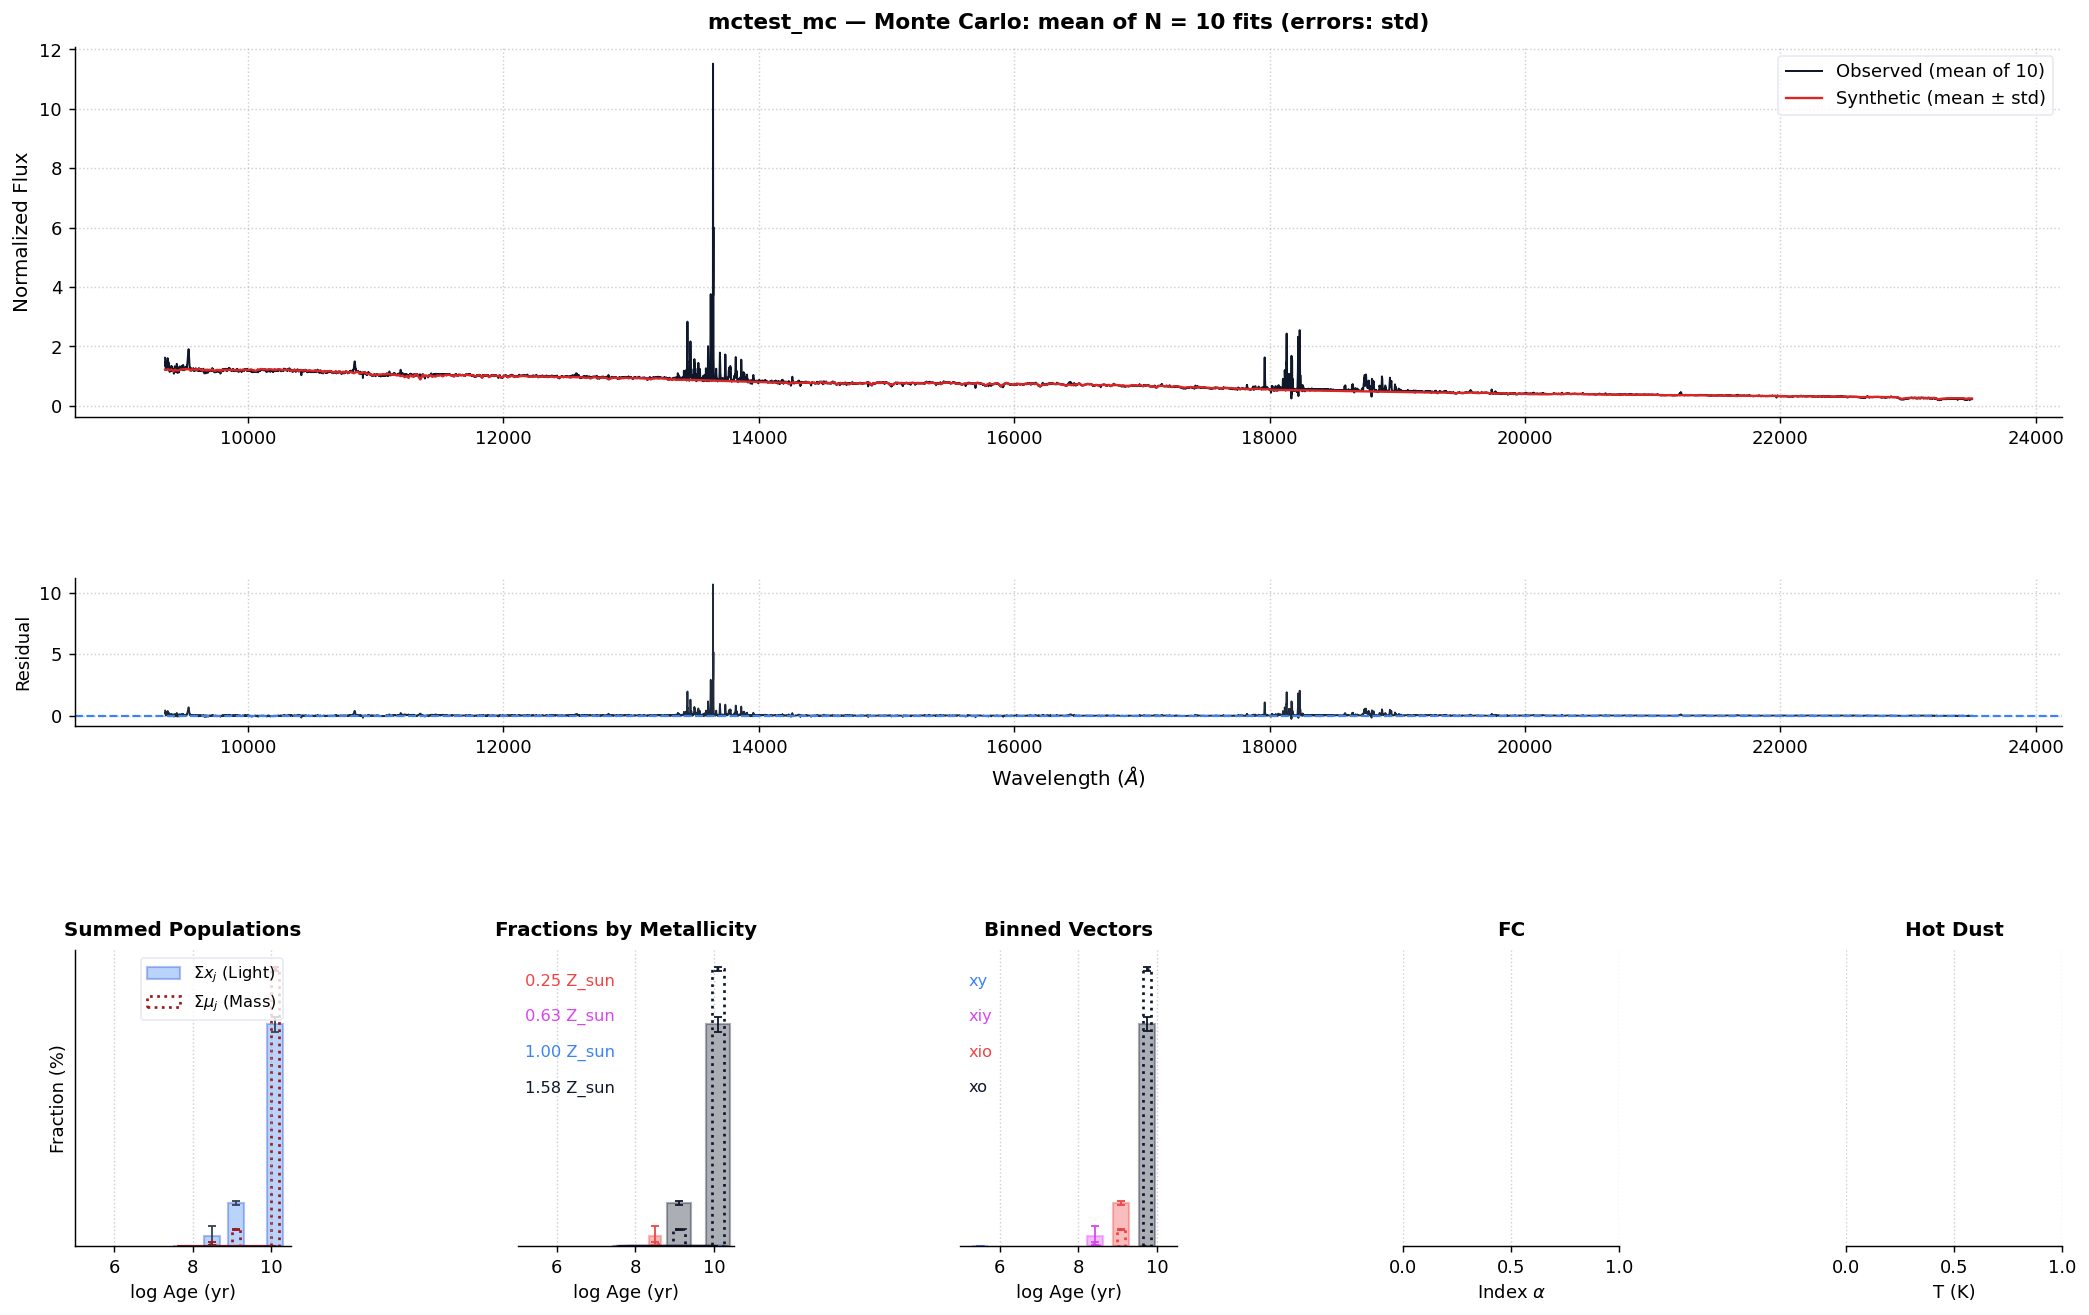 mctest_mc — Monte Carlo: mean of N = 10 fits (errors: std)
Normalized Flux
12
10
8
6
4
2
0
Observed (mean of 10)
Synthetic (mean ± std)
10000 12000 14000 16000 18000 20000 22000 24000
Residual
10
5
0
10000 12000 14000 16000 18000 20000 22000 24000
Wavelength (Å)
Summed Populations
Fraction (%)
Σxⱼ (Light)
Σμⱼ (Mass)
6 8 10
log Age (yr)
Fractions by Metallicity
0.25 Z_sun
0.63 Z_sun
1.00 Z_sun
1.58 Z_sun
6 8 10
log Age (yr)
Binned Vectors
xy
xiy
xio
xo
6 8 10
log Age (yr)
FC
0.0 0.5 1.0
Index α
Hot Dust
0.0 0.5 1.0
T (K)